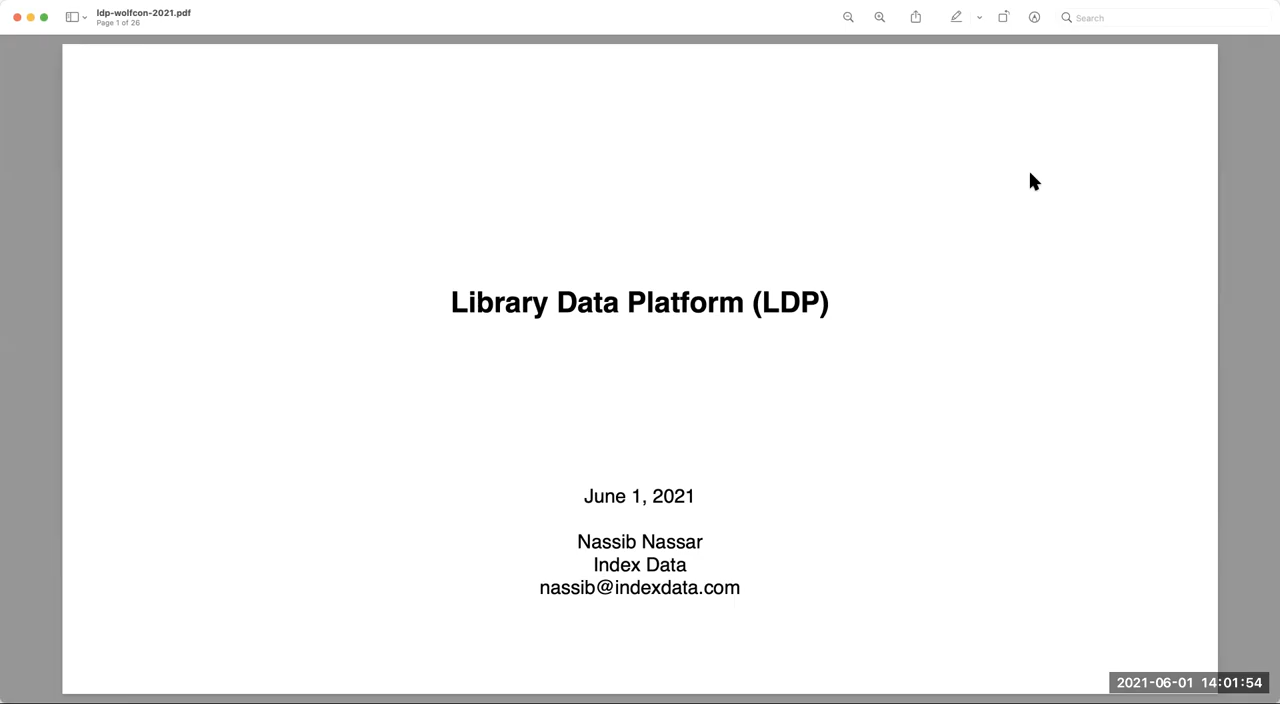 ldp-wolfcon-2021.pdf
Page 1 of 26
Search
Library Data Platform (LDP)
June 1, 2021
Nassib Nassar
Index Data
nassib@indexdata.com
2021-06-01 14:01:54